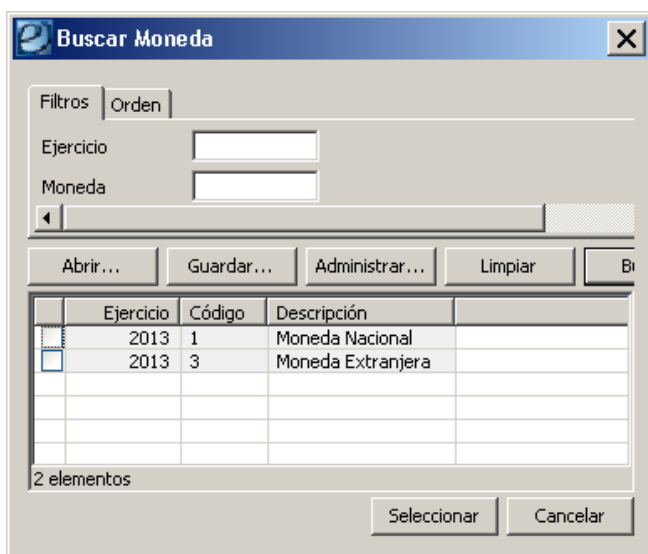 Buscar Moneda
Filtros Orden
Ejercicio
Moneda
Abrir... Guardar... Administrar... Limpiar
Ejercicio Código Descripción
2013 1 Moneda Nacional
2013 3 Moneda Extranjera
2 elementos
Seleccionar Cancelar